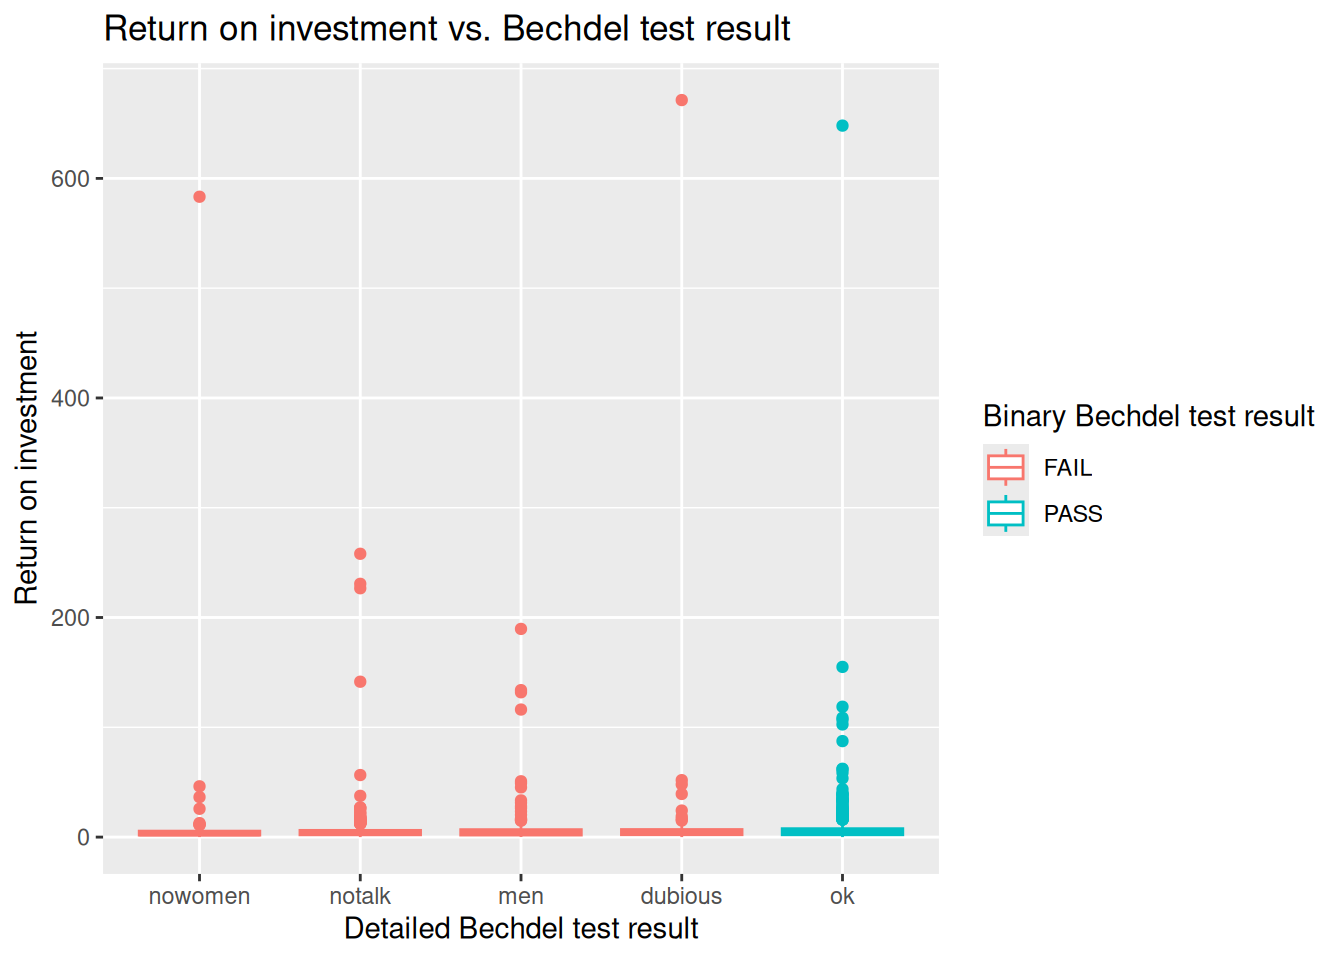 Return on investment vs. Bechdel test result
Return on investment
600
400
200
0
nowomen notalk men dubious ok
Detailed Bechdel test result
Binary Bechdel test result
FAIL
PASS